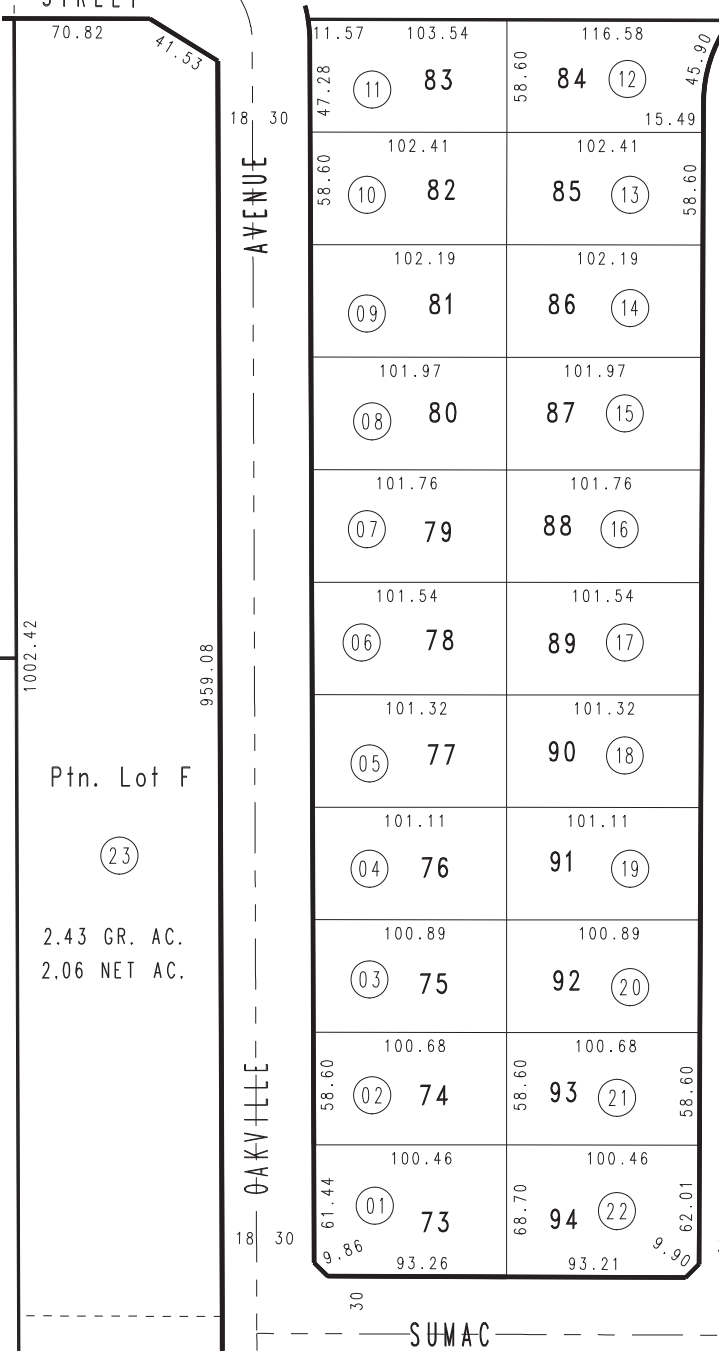 STREET
70.82
41.53
11.57 103.54 116.58
45.90
47.28 11 83 58.60 84 12
15.49
18 30
102.41 102.41
58.60 10 82 85 13 58.60
AVENUE
102.19 102.19
09 81 86 14
101.97 101.97
08 80 87 15
101.76 101.76
07 79 88 16
101.54 101.54
06 78 89 17
1002.42 959.08
101.32 101.32
05 77 90 18
Ptn. Lot F
23
101.11 101.11
04 76 91 19
2.43 GR. AC.
2.06 NET AC.
100.89 100.89
03 75 92 20
100.68 100.68
58.60 02 74 58.60 93 21 58.60
OAKVILLE
100.46 100.46
61.44 01 73 68.70 94 22 62.01
18 30
9.86 93.26 93.21 9.90
30
SUMAC